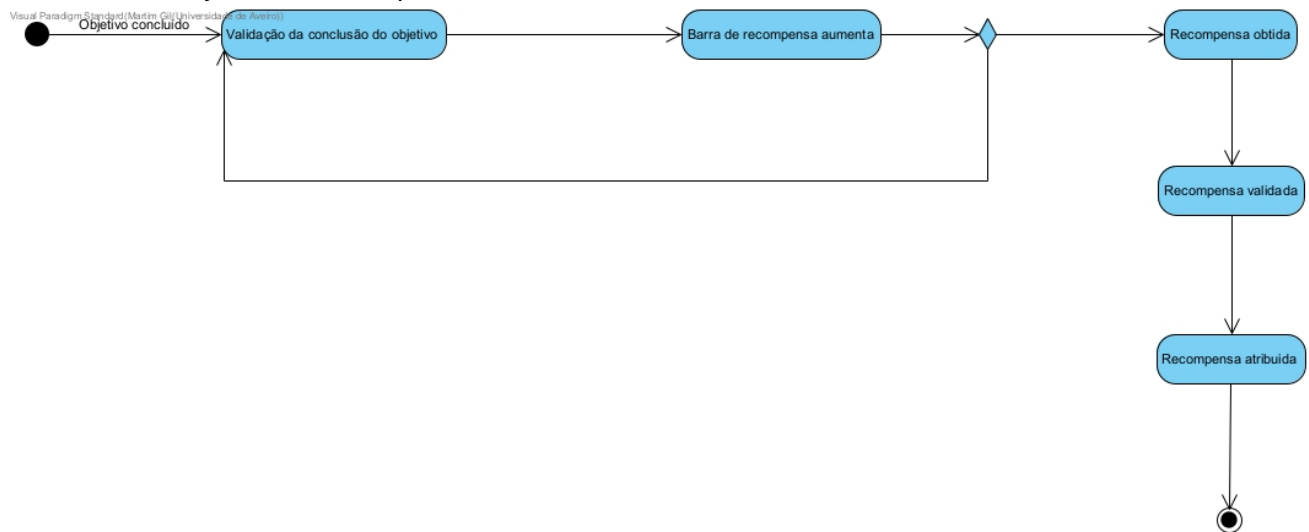 Visual Paradigm Standard(Martim Gil(Universidade de Aveiro))
Objetivo concluído
Validação da conclusão do objetivo
Barra de recompensa aumenta
Recompensa obtida
Recompensa validada
Recompensa atribuida